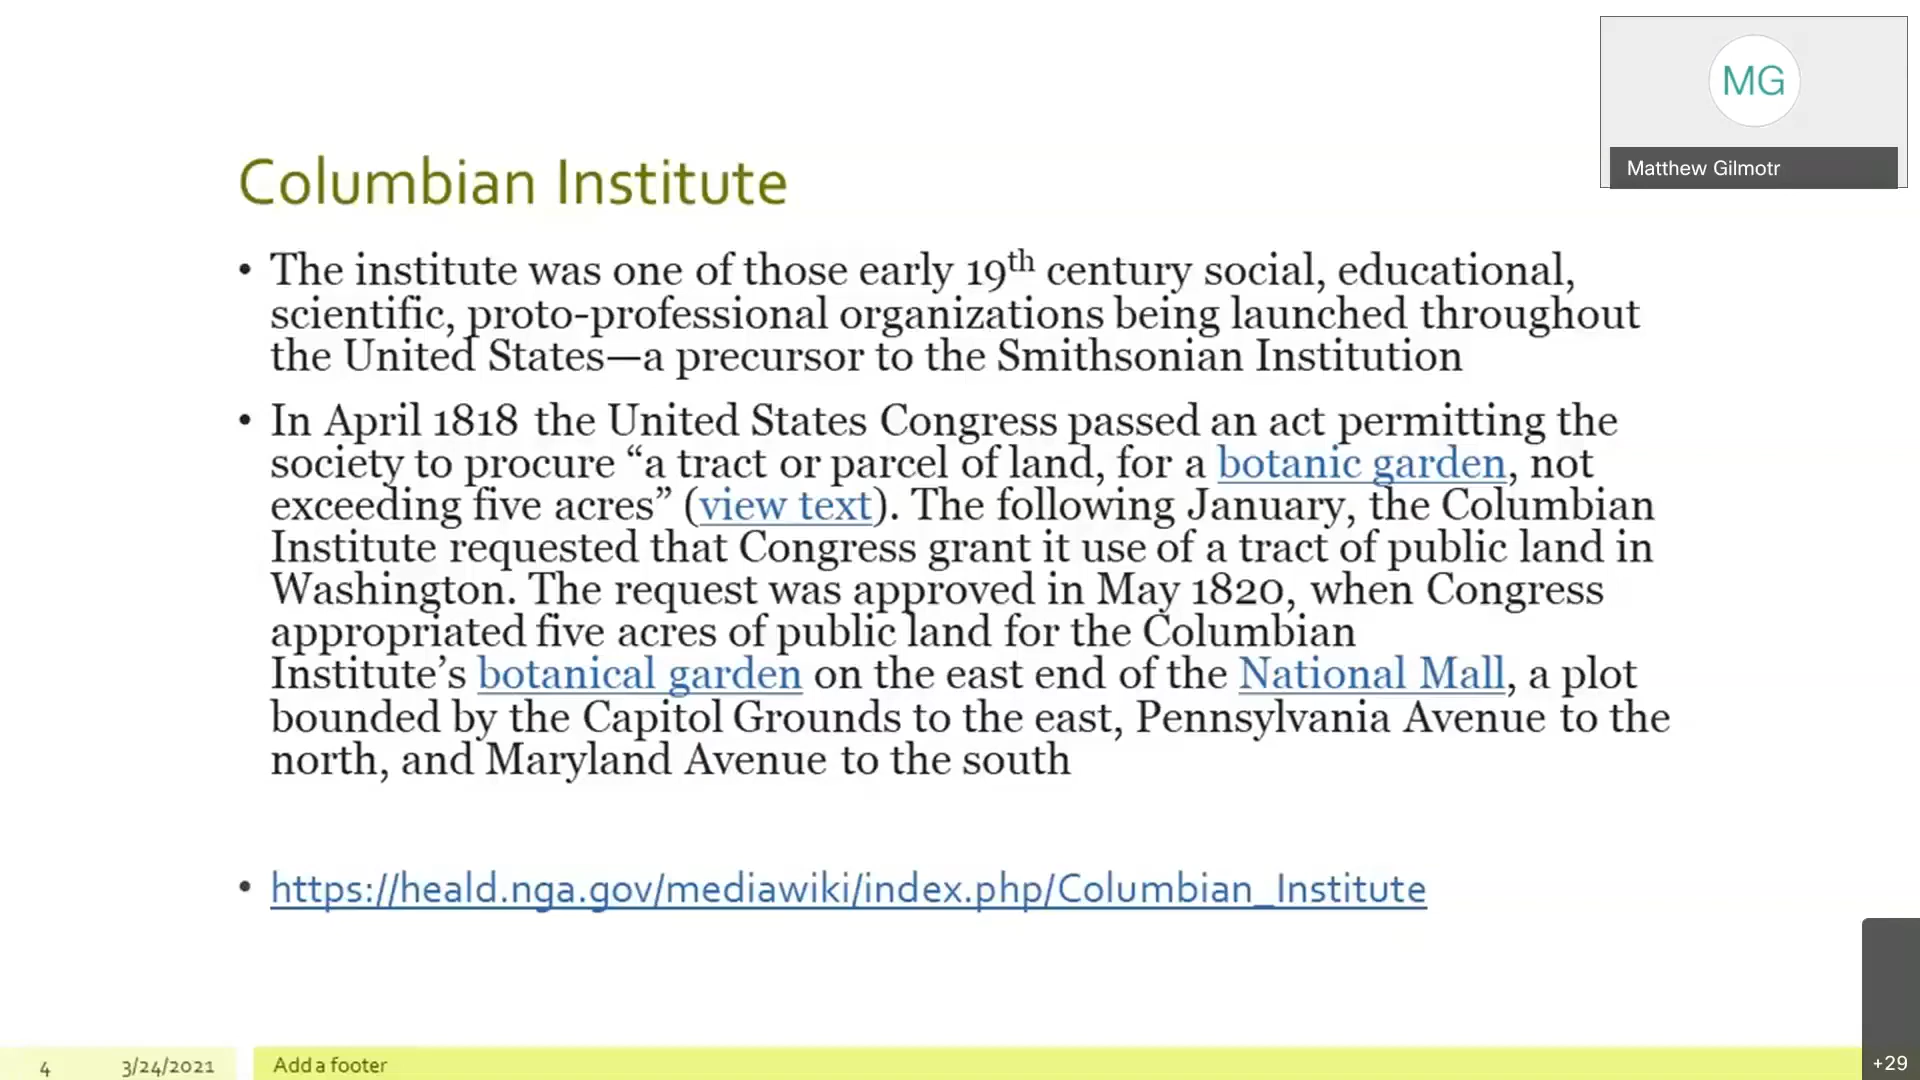 MG
Matthew Gilmotr
Columbian Institute
• The institute was one of those early 19th century social, educational,
scientific, proto-professional organizations being launched throughout
the United States—a precursor to the Smithsonian Institution
• In April 1818 the United States Congress passed an act permitting the
society to procure “a tract or parcel of land, for a botanic garden, not
exceeding five acres” (view text). The following January, the Columbian
Institute requested that Congress grant it use of a tract of public land in
Washington. The request was approved in May 1820, when Congress
appropriated five acres of public land for the Columbian
Institute’s botanical garden on the east end of the National Mall, a plot
bounded by the Capitol Grounds to the east, Pennsylvania Avenue to the
north, and Maryland Avenue to the south
• https://heald.nga.gov/mediawiki/index.php/Columbian_Institute
4 3/24/2021 Add a footer
+29